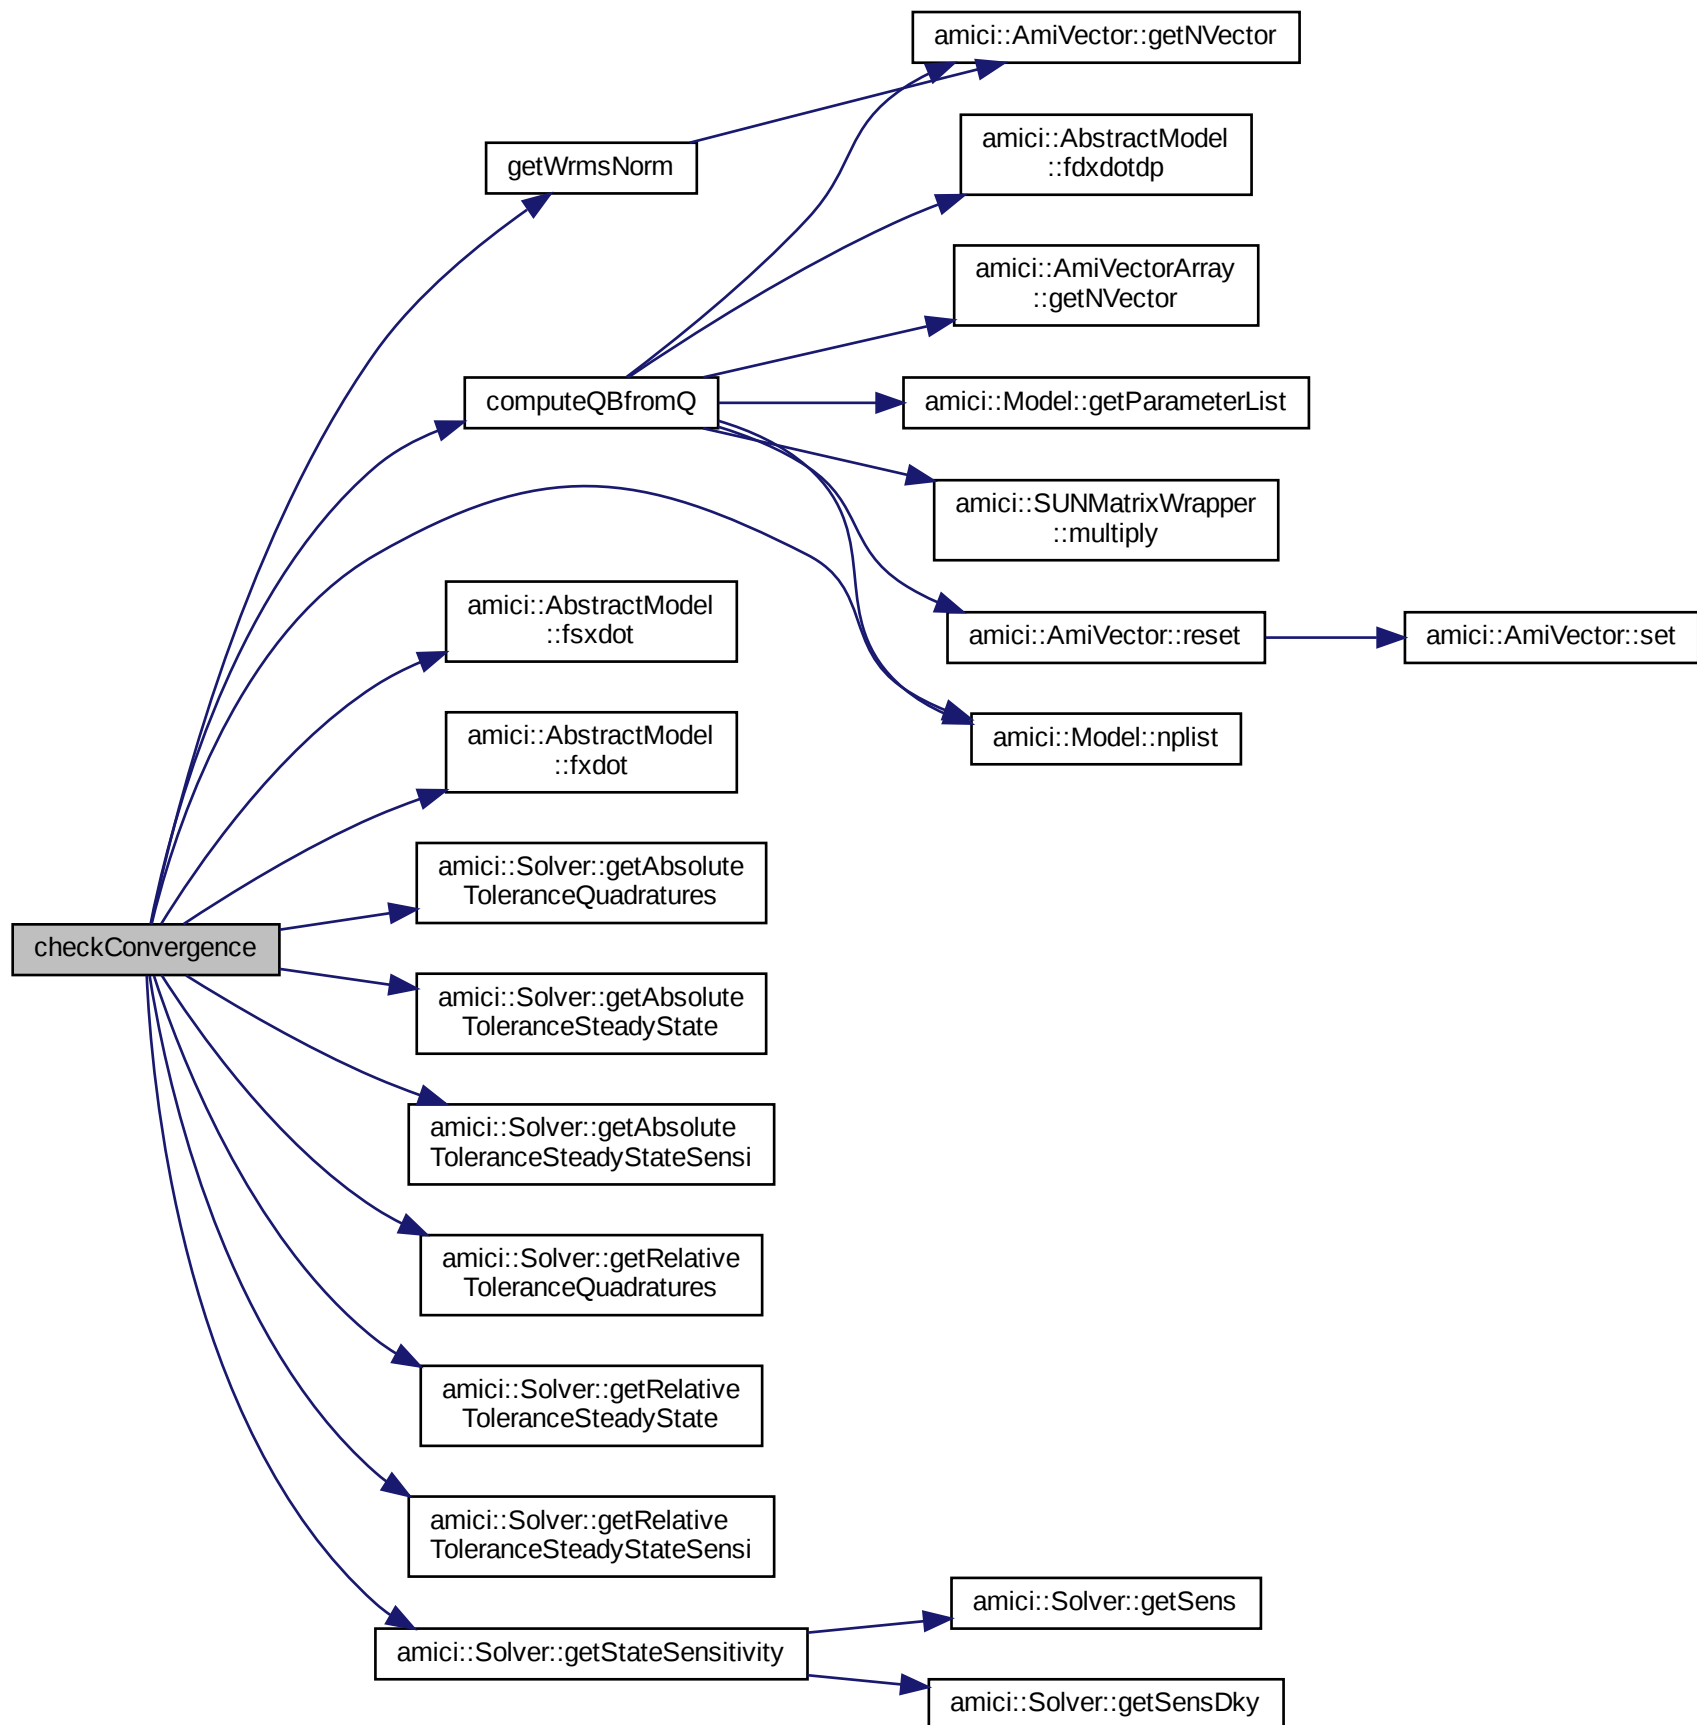 amici::AmiVector::getNVector
amici::AbstractModel
::fdxdotdp
getWrmsNorm
amici::AmiVectorArray
::getNVector
computeQBfromQ
amici::Model::getParameterList
amici::SUNMatrixWrapper
::multiply
amici::AbstractModel
::fsxdot
amici::AmiVector::reset
amici::AmiVector::set
amici::AbstractModel
::fxdot
amici::Model::nplist
amici::Solver::getAbsolute
ToleranceQuadratures
checkConvergence
amici::Solver::getAbsolute
ToleranceSteadyState
amici::Solver::getAbsolute
ToleranceSteadyStateSensi
amici::Solver::getRelative
ToleranceQuadratures
amici::Solver::getRelative
ToleranceSteadyState
amici::Solver::getRelative
ToleranceSteadyStateSensi
amici::Solver::getSens
amici::Solver::getStateSensitivity
amici::Solver::getSensDky